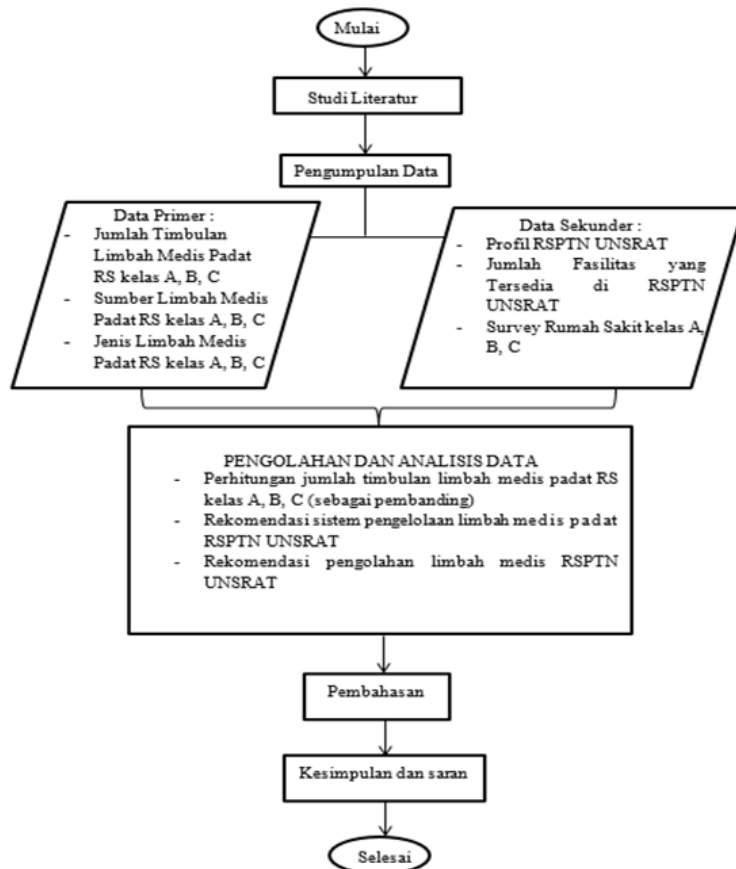 Mulai
Studi Literatur
Pengumpulan Data
Data Primer :
- Jumlah Timbulan
Limbah Medis Padat
RS kelas A, B, C
- Sumber Limbah Medis
Padat RS kelas A, B, C
- Jenis Limbah Medis
Padat RS kelas A, B, C
Data Sekunder :
- Profil RSPTN UNSRAT
- Jumlah Fasilitas yang
Tersedia di RSPTN
UNSRAT
- Survey Rumah Sakit kelas A,
B, C
PENGOLAHAN DAN ANALISIS DATA
- Perhitungan jumlah timbulan limbah medis padat RS
kelas A, B, C (sebagai pembanding)
- Rekomendasi sistem pengelolaan limbah medis padat
RSPTN UNSRAT
- Rekomendasi pengolahan limbah medis RSPTN
UNSRAT
Pembahasan
Kesimpulan dan saran
Selesai